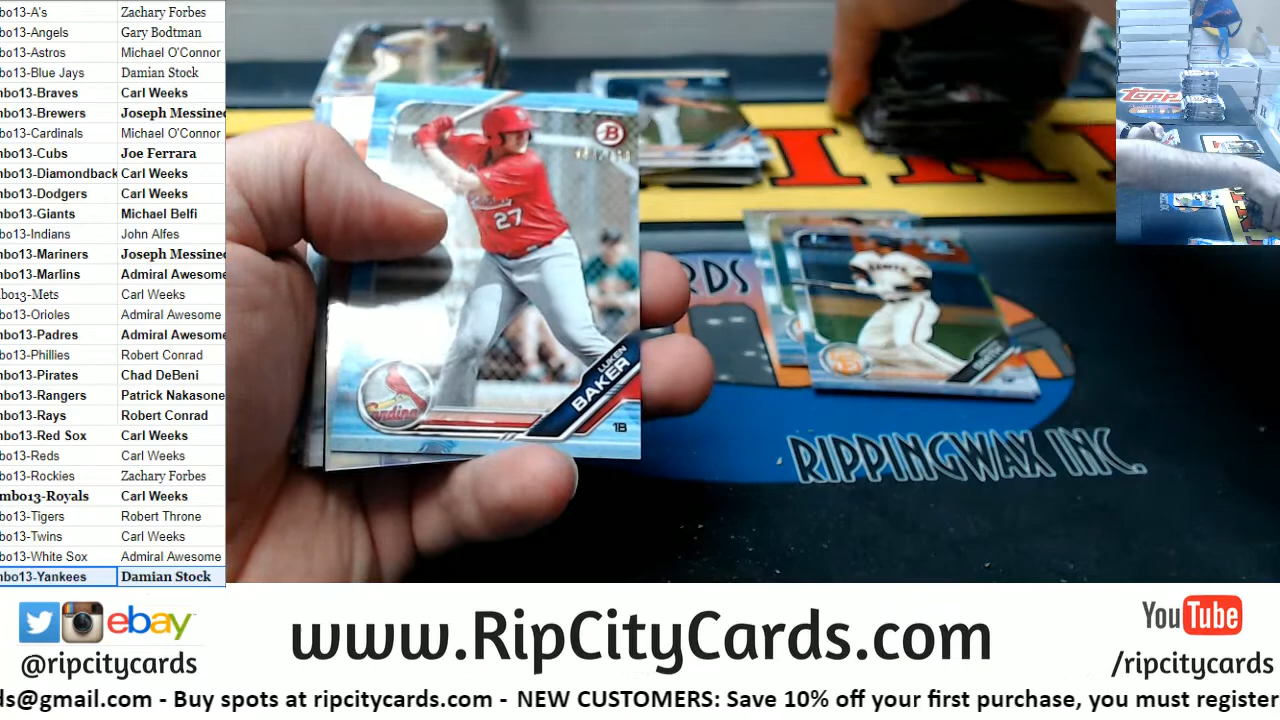 bo13-A's Zachary Forbes
bo13-Angels Gary Bodtman
bo13-Astros Michael O'Connor
bo13-Blue Jays Damian Stock
bo13-Braves Carl Weeks
bo13-Brewers Joseph Messine
bo13-Cardinals Michael O'Connor
nbo13-Cubs Joe Ferrara
nbo13-Diamondback Carl Weeks
nbo13-Dodgers Carl Weeks
nbo13-Giants Michael Belfi
bo13-Indians John Alfes
nbo13-Mariners Joseph Messine
nbo13-Marlins Admiral Awesome
bo13-Mets Carl Weeks
bo13-Orioles Admiral Awesome
nbo13-Padres Admiral Awesome
bo13-Phillies Robert Conrad
nbo13-Pirates Chad DeBeni
nbo13-Rangers Patrick Nakasone
nbo13-Rays Robert Conrad
nbo13-Red Sox Carl Weeks
bo13-Reds Carl Weeks
bo13-Rockies Zachary Forbes
mbo13-Royals Carl Weeks
bo13-Tigers Robert Throne
bo13-Twins Carl Weeks
bo13-White Sox Admiral Awesome
nbo13-Yankees Damian Stock
B
Cardinals
27
LUKEN
BAKER
1B
Cardinals
RDS
RIPPINGWAX INC.
topps
ebay
@ripcitycards
www.RipCityCards.com
YouTube
/ripcitycards
ds@gmail.com - Buy spots at ripcitycards.com - NEW CUSTOMERS: Save 10% off your first purchase, you must register